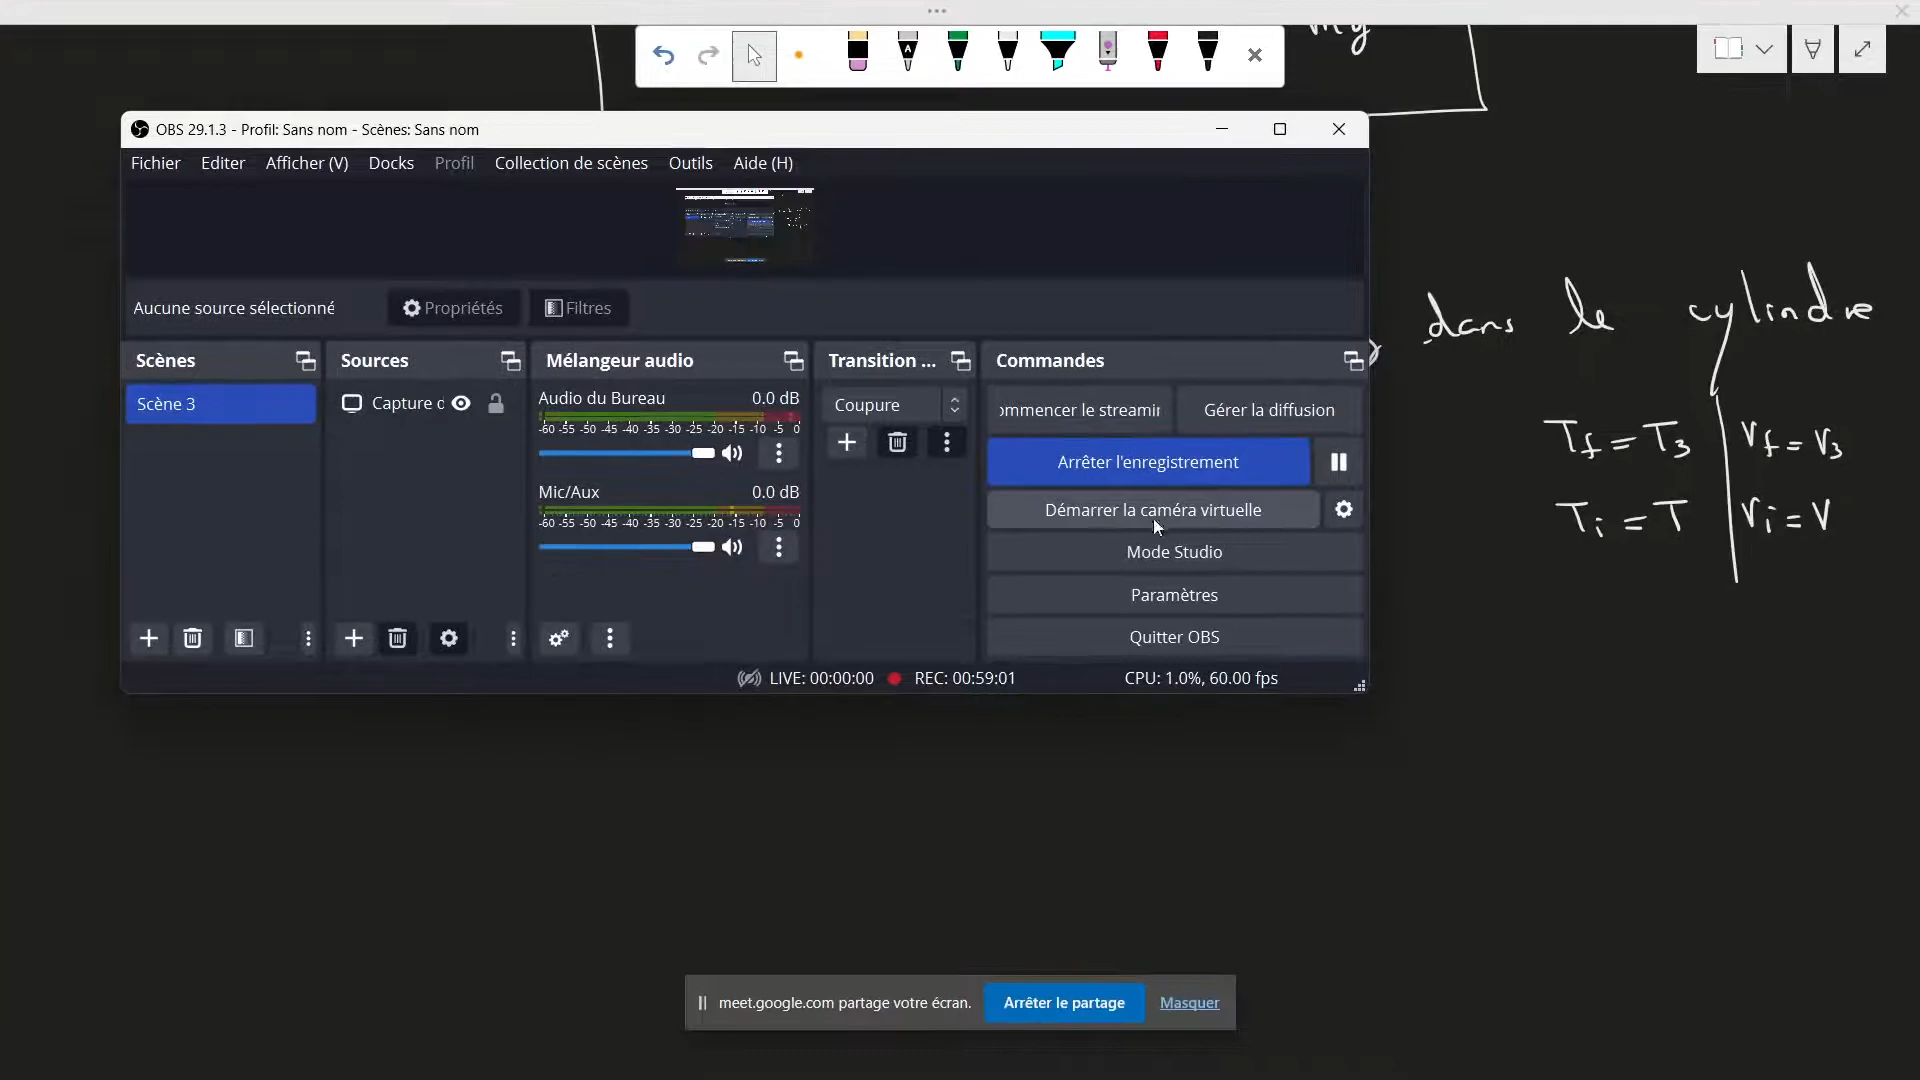 mg
OBS 29.1.3 - Profil: Sans nom - Scènes: Sans nom
Fichier Editer Afficher (V) Docks Profil Collection de scènes Outils Aide (H)
Aucune source sélectionné Propriétés Filtres
dans le cylindre
Scènes Sources Mélangeur audio Transition ... Commandes
Scène 3
Capture d
Audio du Bureau 0.0 dB
-60 -55 -50 -45 -40 -35 -30 -25 -20 -15 -10 -5 0
Mic/Aux 0.0 dB
-60 -55 -50 -45 -40 -35 -30 -25 -20 -15 -10 -5 0
Coupure
ommencer le streamin Gérer la diffusion
Arrêter l'enregistrement
Démarrer la caméra virtuelle
Mode Studio
Paramètres
Quitter OBS
Tf = T3 Vf = V3
Ti = T Vi = V
LIVE: 00:00:00 REC: 00:59:01 CPU: 1.0%, 60.00 fps
meet.google.com partage votre écran. Arrêter le partage Masquer